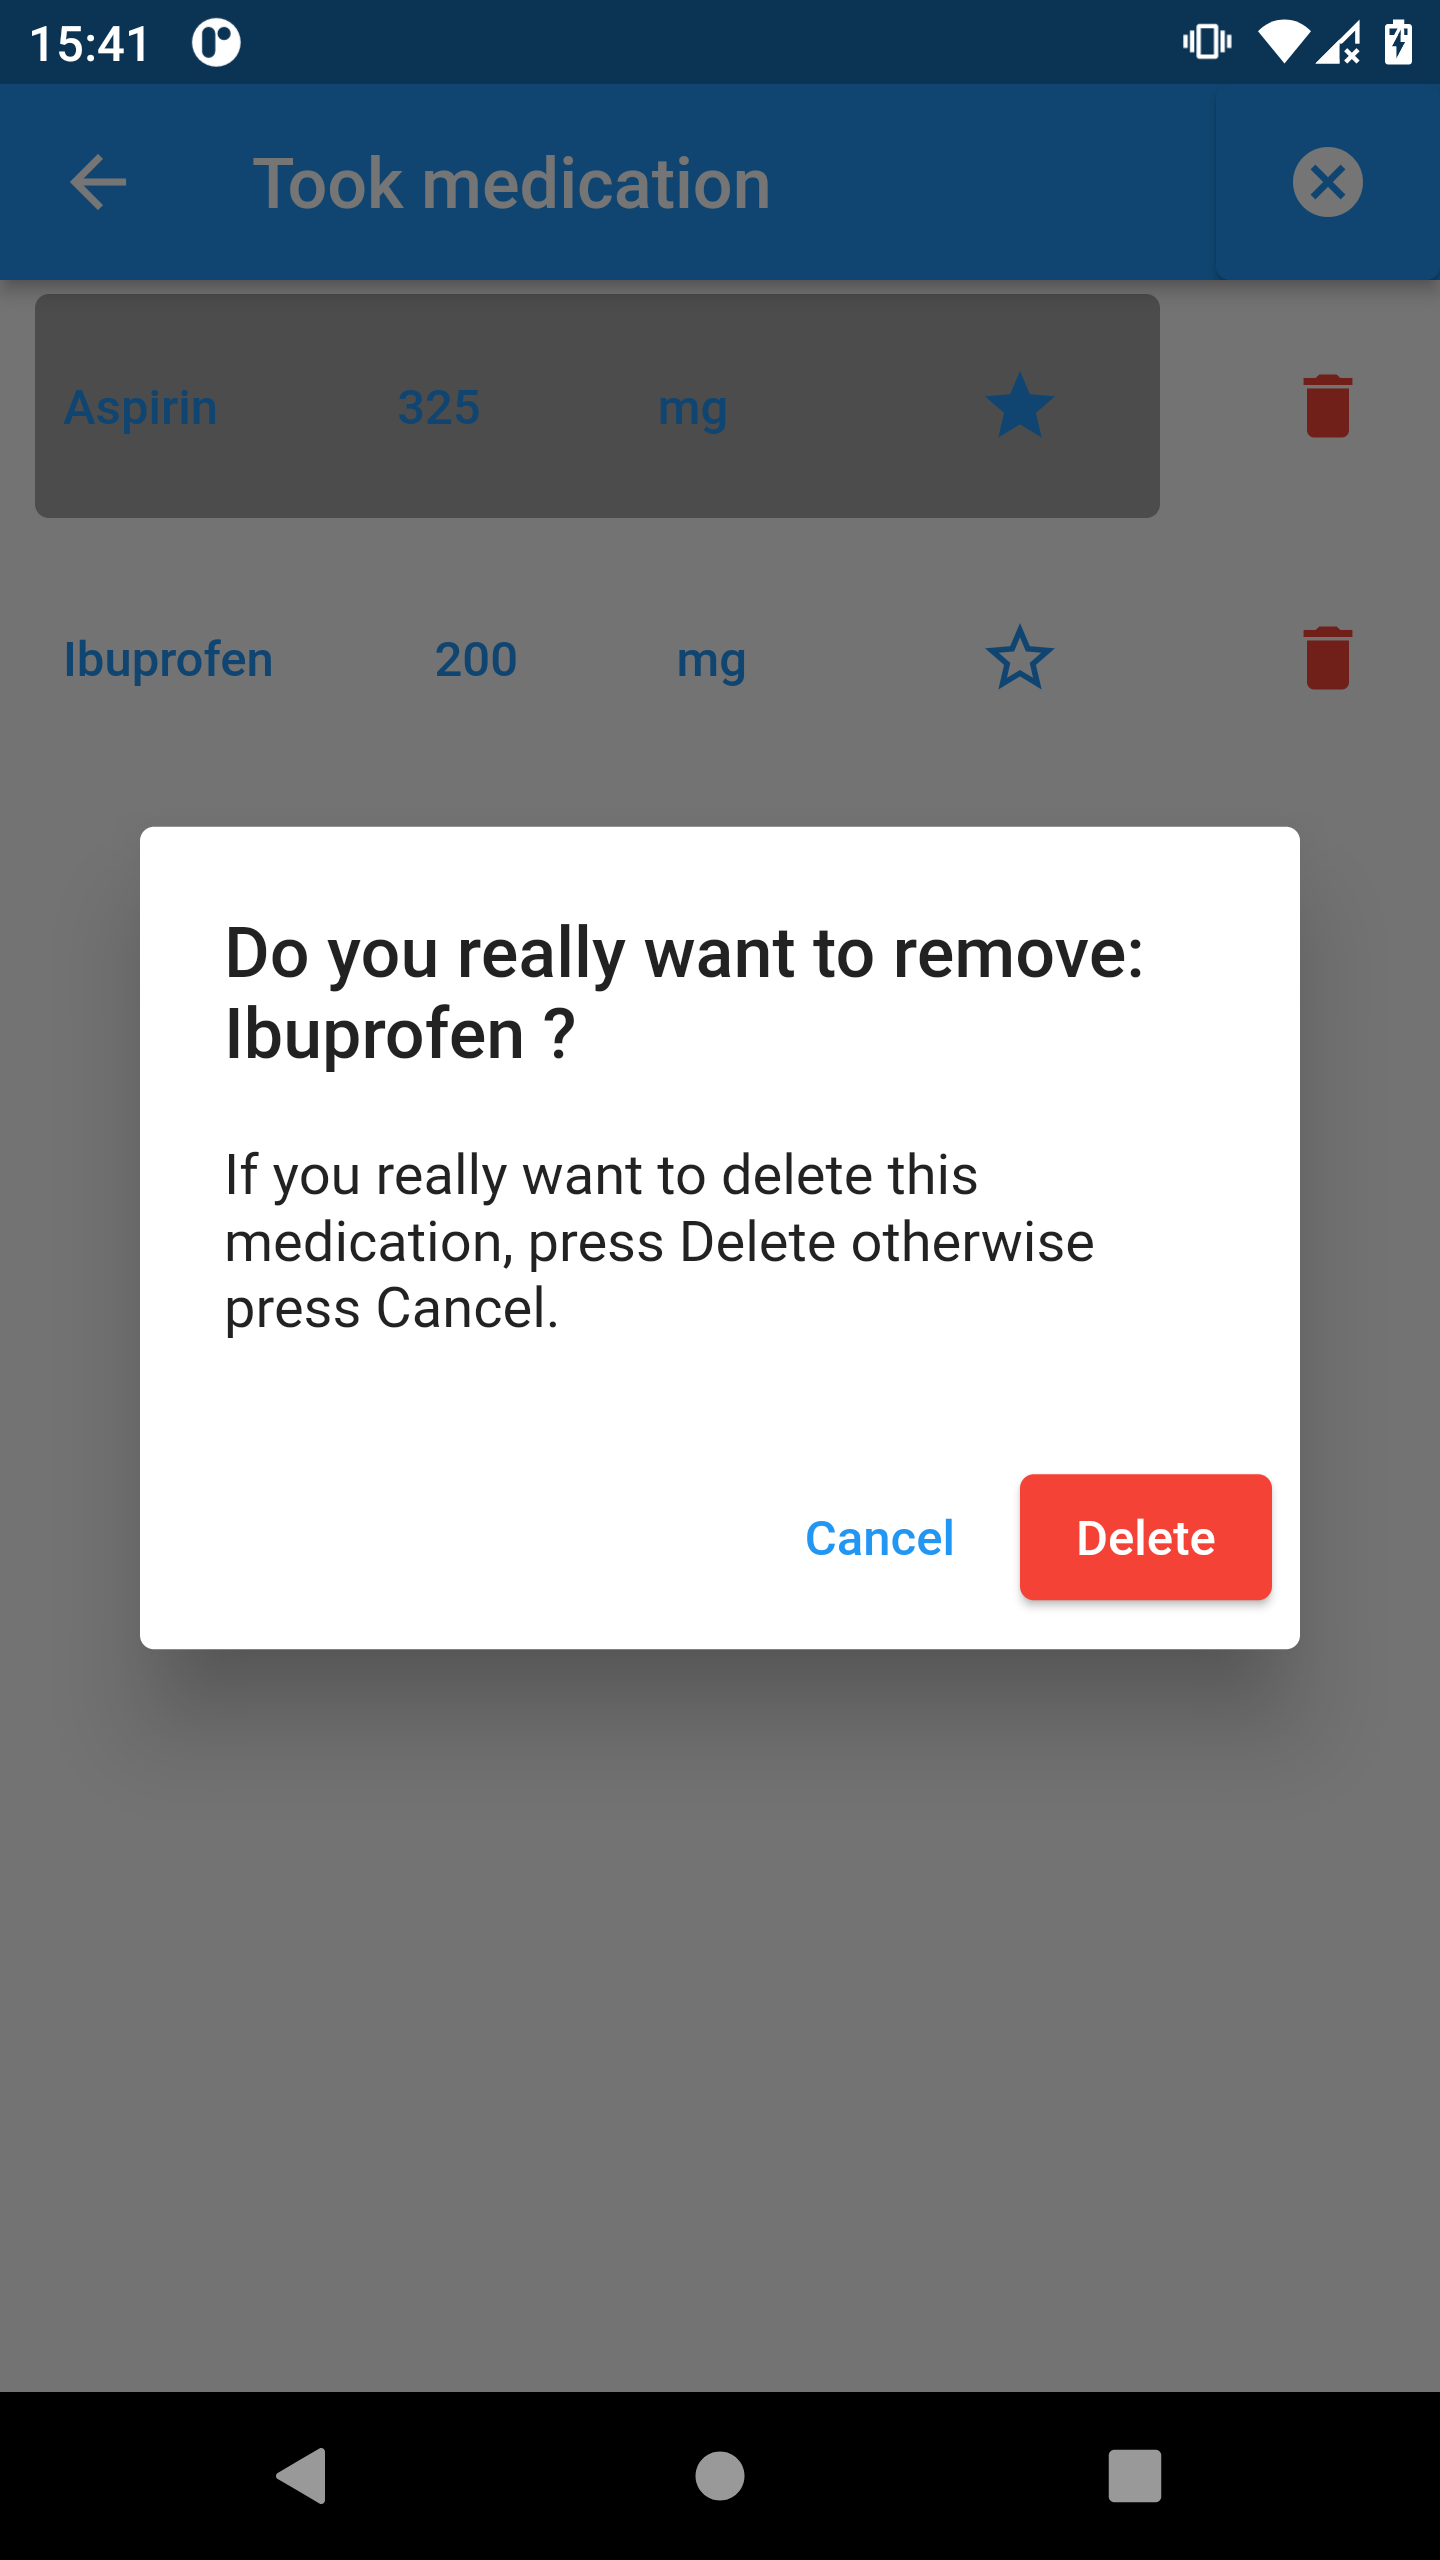 15:41
Took medication
Aspirin 325 mg
Ibuprofen 200 mg
Do you really want to remove:
Ibuprofen ?
If you really want to delete this
medication, press Delete otherwise
press Cancel.
Cancel Delete